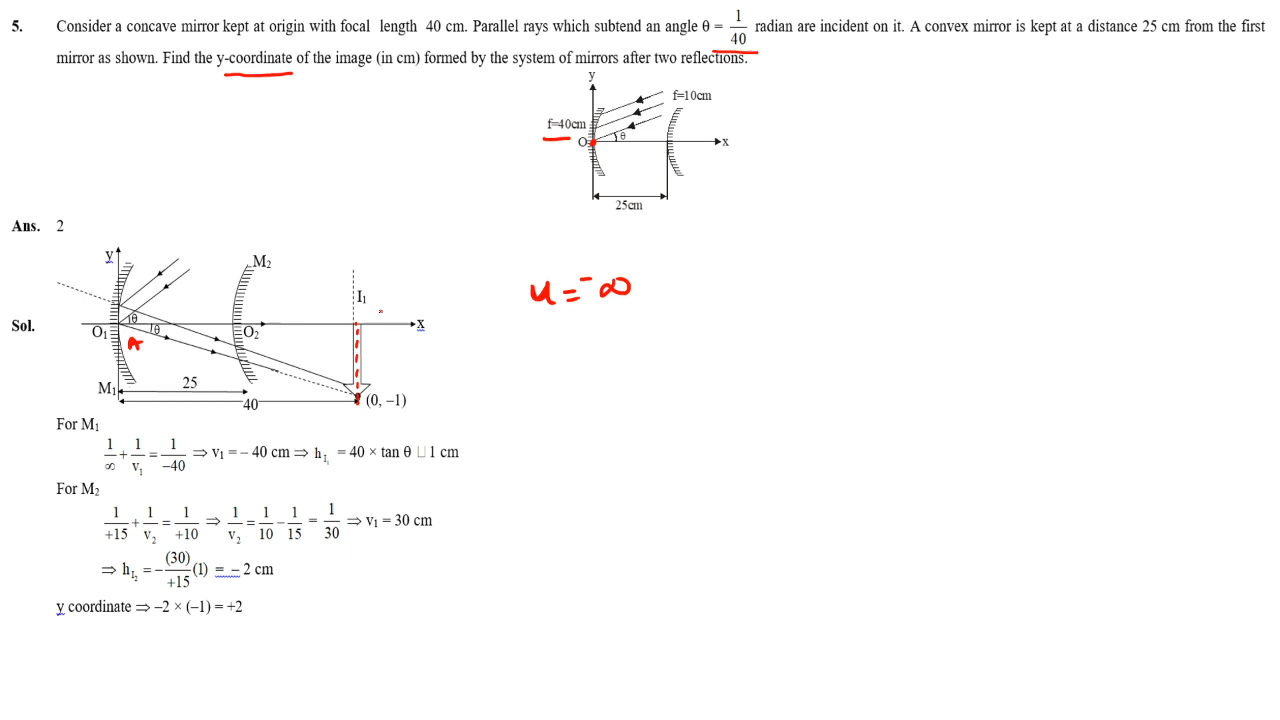 5. Consider a concave mirror kept at origin with focal length 40 cm. Parallel rays which subtend an angle θ = 1/40 radian are incident on it. A convex mirror is kept at a distance 25 cm from the first
mirror as shown. Find the y-coordinate of the image (in cm) formed by the system of mirrors after two reflections.
y
f=10cm
f=40cm
θ
O
x
25cm
Ans. 2
y
M₂
I₁
u = -∞
θ
Sol.
O₁
θ
O₂
x
25
M₁
40
(0, –1)
For M₁
1/∞ + 1/v₁ = 1/–40 ⇒ v₁ = – 40 cm ⇒ h_I₁ = 40 × tan θ □ 1 cm
For M₂
1/+15 + 1/v₂ = 1/+10 ⇒ 1/v₂ = 1/10 – 1/15 = 1/30 ⇒ v₁ = 30 cm
⇒ h_I₂ = –(30)/+15 (1) = – 2 cm
y coordinate ⇒ –2 × (–1) = +2